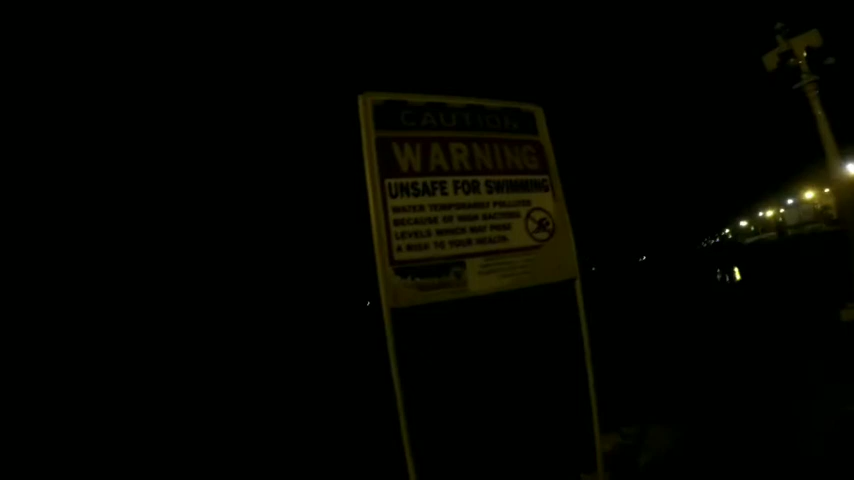 CAUTION
WARNING
UNSAFE FOR SWIMMING
WATER TEMPORARILY POLLUTED
BECAUSE OF HIGH BACTERIA
LEVELS WHICH MAY POSE
A RISK TO YOUR HEALTH